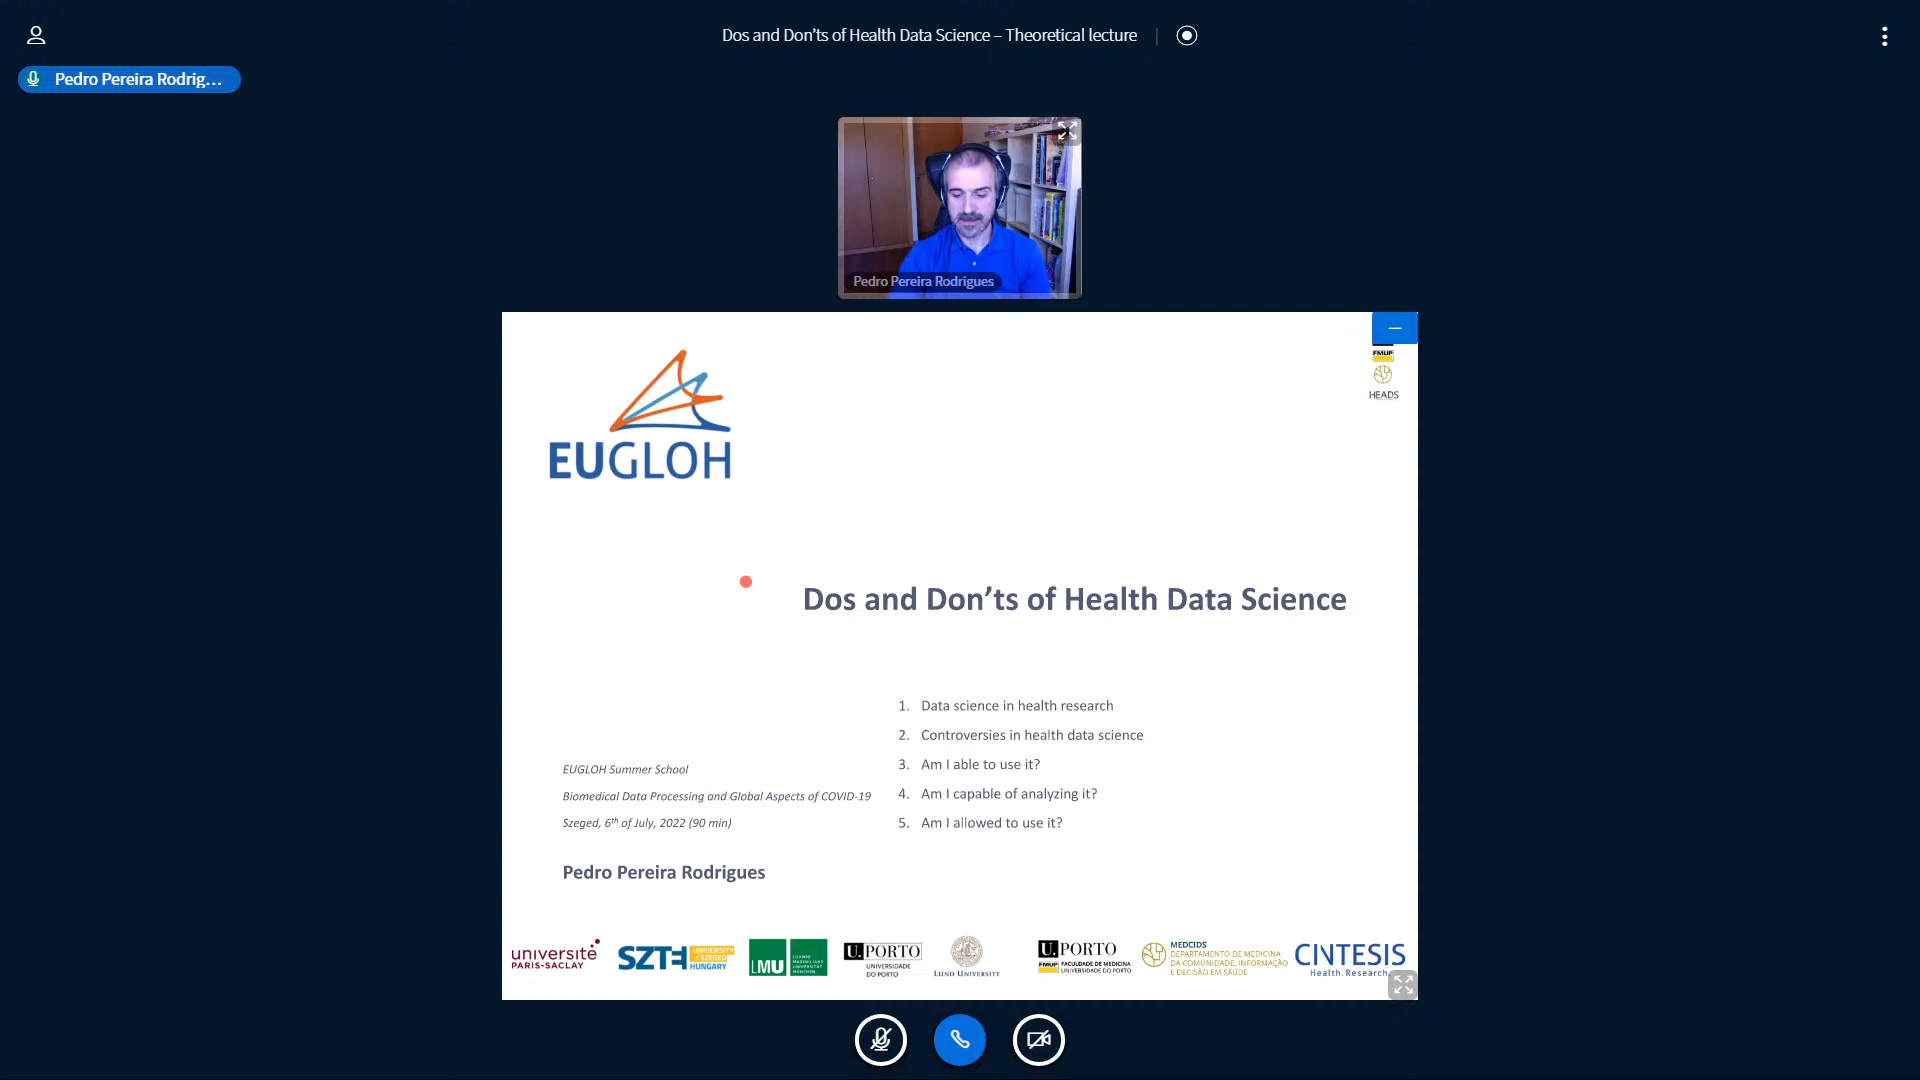 Dos and Don'ts of Health Data Science – Theoretical lecture
Pedro Pereira Rodrig...
Pedro Pereira Rodrigues
FMUP
HEADS
EUGLOH
Dos and Don'ts of Health Data Science
1. Data science in health research
2. Controversies in health data science
3. Am I able to use it?
4. Am I capable of analyzing it?
5. Am I allowed to use it?
EUGLOH Summer School
Biomedical Data Processing and Global Aspects of COVID-19
Szeged, 6th of July, 2022 (90 min)
Pedro Pereira Rodrigues
université
PARIS-SACLAY
SZTE UNIVERSITY
OF SZEGED
HUNGARY
LMU
LUDWIG
MAXIMILIANS
UNIVERSITÄT
MÜNCHEN
U.PORTO
UNIVERSIDADE
DO PORTO
LUND UNIVERSITY
U.PORTO
FMUP FACULDADE DE MEDICINA
UNIVERSIDADE DO PORTO
MEDCIDS
DEPARTAMENTO DE MEDICINA
DA COMUNIDADE, INFORMAÇÃO
E DECISÃO EM SAÚDE
CINTESIS
Health.Research.